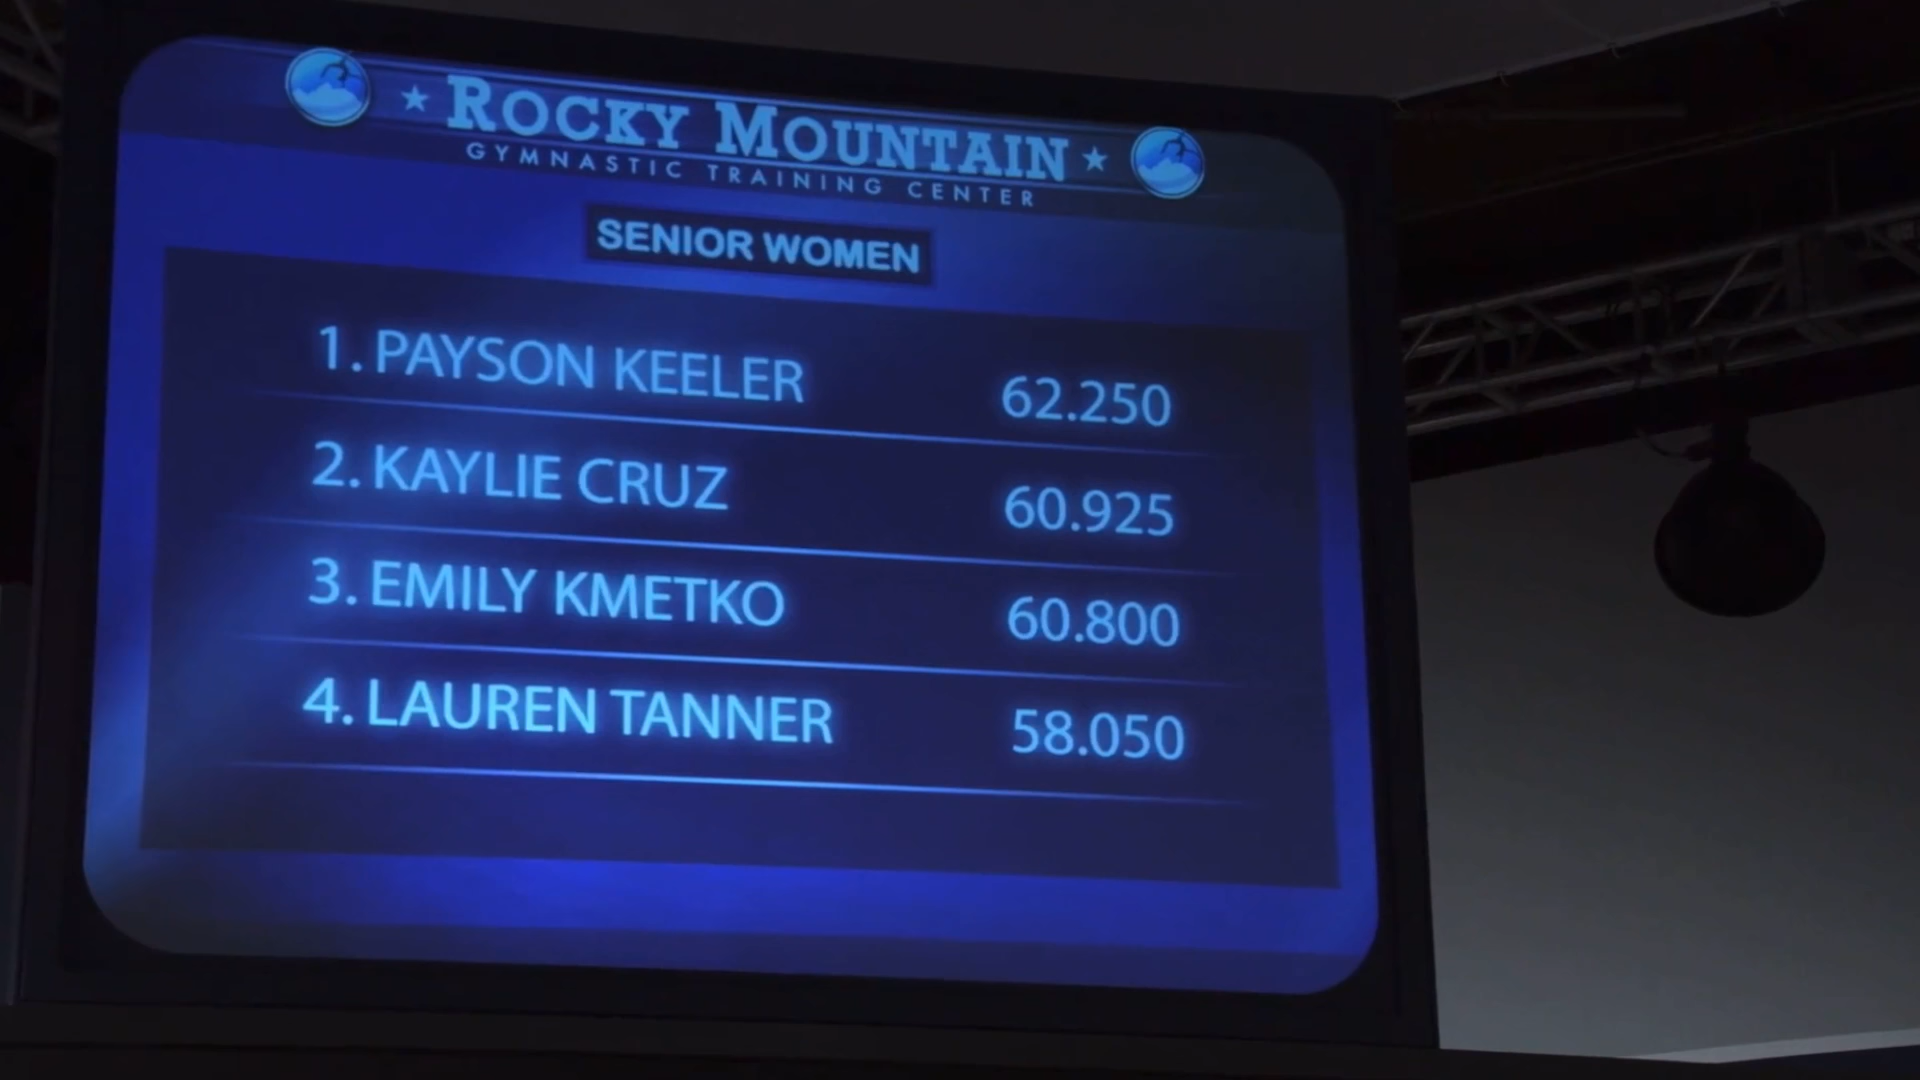 ★ ROCKY MOUNTAIN ★
GYMNASTIC TRAINING CENTER
SENIOR WOMEN
1. PAYSON KEELER 62.250
2. KAYLIE CRUZ 60.925
3. EMILY KMETKO 60.800
4. LAUREN TANNER 58.050